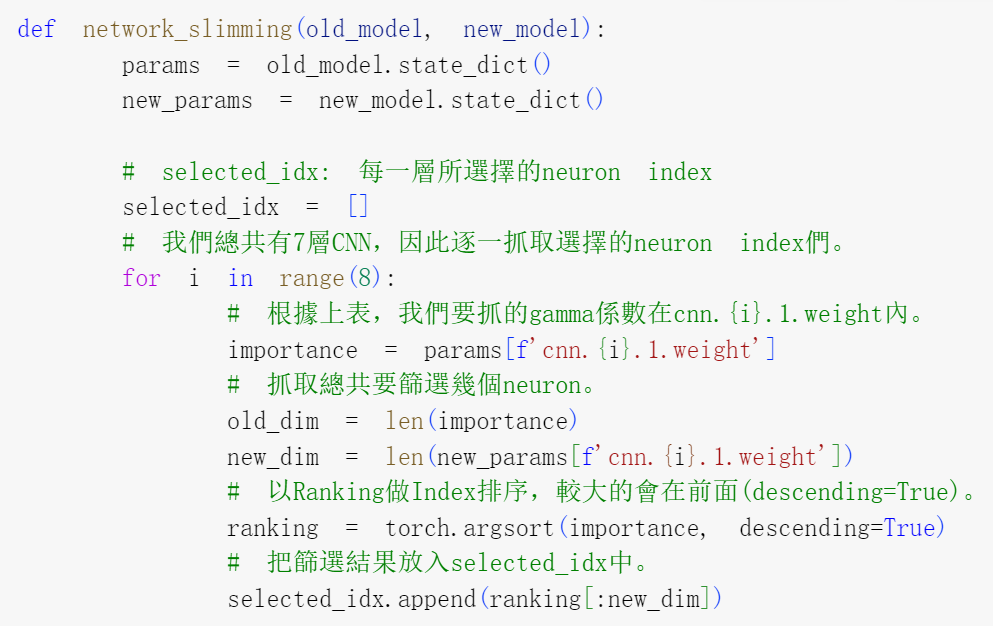 def network_slimming(old_model, new_model):
    params = old_model.state_dict()
    new_params = new_model.state_dict()

    # selected_idx: 每一層所選擇的neuron index
    selected_idx = []
    # 我們總共有7層CNN，因此逐一抓取選擇的neuron index們。
    for i in range(8):
        # 根據上表，我們要抓的gamma係數在cnn.{i}.1.weight內。
        importance = params[f'cnn.{i}.1.weight']
        # 抓取總共要篩選幾個neuron。
        old_dim = len(importance)
        new_dim = len(new_params[f'cnn.{i}.1.weight'])
        # 以Ranking做Index排序，較大的會在前面(descending=True)。
        ranking = torch.argsort(importance, descending=True)
        # 把篩選結果放入selected_idx中。
        selected_idx.append(ranking[:new_dim])